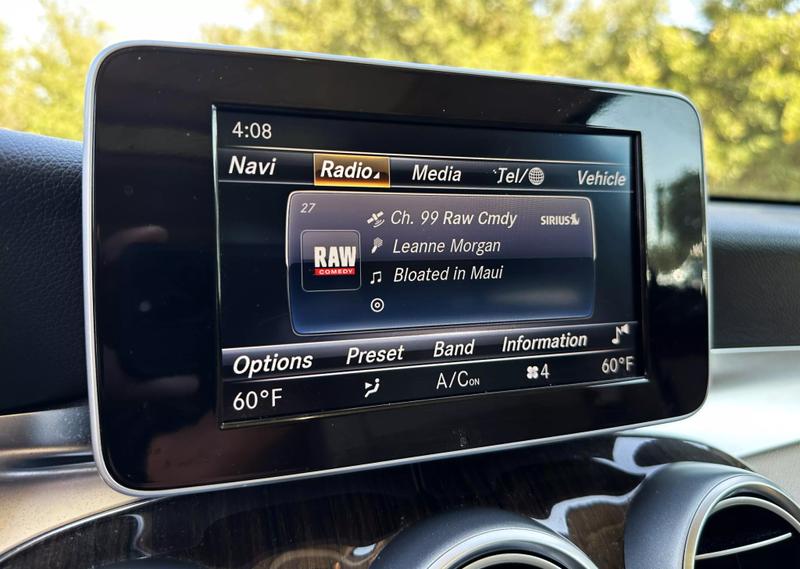 4:08
Navi Radio Media Tel/ Vehicle
27
Ch. 99 Raw Cmdy SIRIUS
RAW
COMEDY
Leanne Morgan
Bloated in Maui
Options Preset Band Information
60°F A/C ON 4 60°F